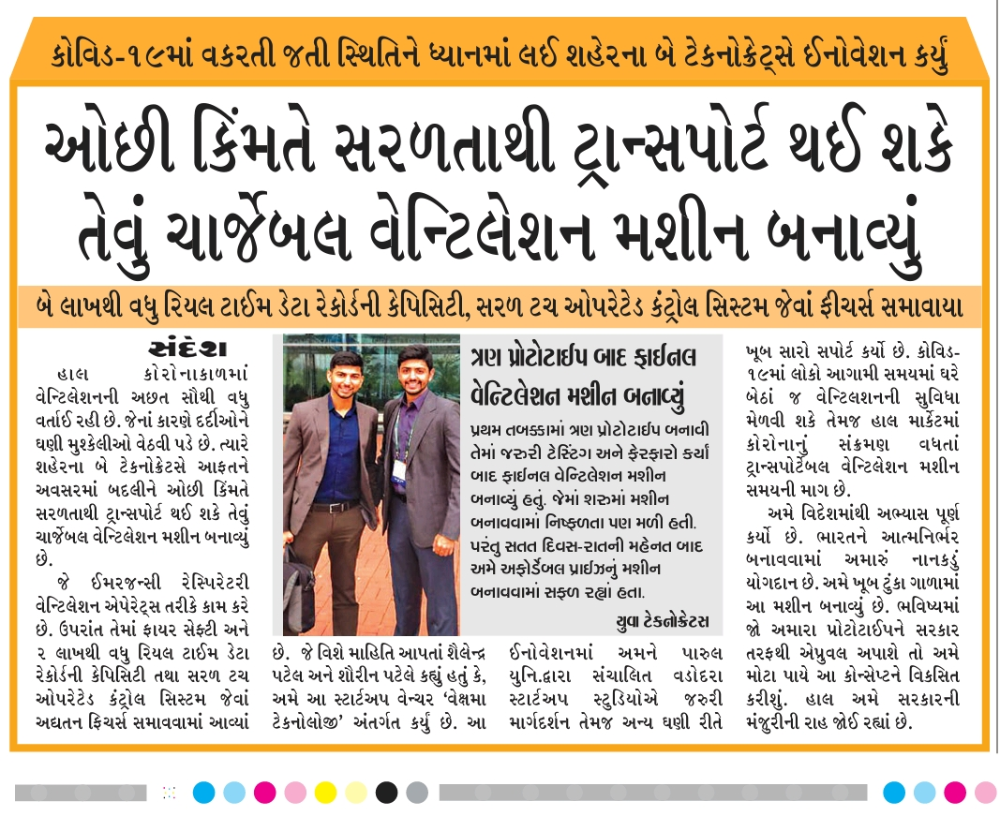 કોવિડ-૧૯માં વકરતી જતી સ્થિતિને ધ્યાનમાં લઈ શહેરના બે ટેકનોક્રેટ્સે ઈનોવેશન કર્યું
ઓછી કિંમતે સરળતાથી ટ્રાન્સપોર્ટ થઈ શકે
તેવું ચાર્જેબલ વેન્ટિલેશન મશીન બનાવ્યું
બે લાખથી વધુ રિયલ ટાઈમ ડેટા રેકોર્ડની કેપિસિટી, સરળ ટચ ઓપરેટેડ કંટ્રોલ સિસ્ટમ જેવાં ફીચર્સ સમાવાયા
સંદેશ
હાલ કોરોનાકાળમાં
વેન્ટિલેશનની અછત સૌથી વધુ
વર્તાઈ રહી છે. જેનાં કારણે દર્દીઓને
ઘણી મુશ્કેલીઓ વેઠવી પડે છે. ત્યારે
શહેરના બે ટેકનોક્રેટસે આફતને
અવસરમાં બદલીને ઓછી કિંમતે
સરળતાથી ટ્રાન્સપોર્ટ થઈ શકે તેવું
ચાર્જેબલ વેન્ટિલેશન મશીન બનાવ્યું
છે.
જે ઈમરજન્સી રેસ્પિરેટરી
વેન્ટિલેશન એપેરેટ્સ તરીકે કામ કરે
છે. ઉપરાંત તેમાં ફાયર સેફ્ટી અને
૨ લાખથી વધુ રિયલ ટાઈમ ડેટા
રેકોર્ડની કેપિસિટી તથા સરળ ટચ
ઓપરેટેડ કંટ્રોલ સિસ્ટમ જેવાં
અદ્યતન ફિચર્સ સમાવવામાં આવ્યાં
ત્રણ પ્રોટોટાઈપ બાદ ફાઈનલ
વેન્ટિલેશન મશીન બનાવ્યું
પ્રથમ તબક્કામાં ત્રણ પ્રોટોટાઈપ બનાવી
તેમાં જરુરી ટેસ્ટિંગ અને ફેરફારો કર્યાં
બાદ ફાઈનલ વેન્ટિલેશન મશીન
બનાવ્યું હતું. જેમાં શરુમાં મશીન
બનાવવામાં નિષ્ફળતા પણ મળી હતી.
પરંતુ સતત દિવસ-રાતની મહેનત બાદ
અમે અફોર્ડેબલ પ્રાઈઝનું મશીન
બનાવવામાં સફળ રહ્યાં હતા.
યુવા ટેકનોક્રેટસ
છે. જે વિશે માહિતિ આપતાં શૈલેન્દ્ર
પટેલ અને શૌરીન પટેલે કહ્યું હતું કે,
અમે આ સ્ટાર્ટઅપ વેન્ચર ‘વેક્ષમા
ટેકનોલોજી’ અંતર્ગત કર્યું છે. આ
ઈનોવેશનમાં અમને પારુલ
યુનિ.દ્વારા સંચાલિત વડોદરા
સ્ટાર્ટઅપ સ્ટુડિયોએ જરુરી
માર્ગદર્શન તેમજ અન્ય ઘણી રીતે
ખૂબ સારો સપોર્ટ કર્યો છે. કોવિડ-
૧૯માં લોકો આગામી સમયમાં ઘરે
બેઠાં જ વેન્ટિલશનની સુવિધા
મેળવી શકે તેમજ હાલ માર્કેટમાં
કોરોનાનું સંક્રમણ વધતાં
ટ્રાન્સપોર્ટેબલ વેન્ટિલેશન મશીન
સમયની માગ છે.
અમે વિદેશમાંથી અભ્યાસ પૂર્ણ
કર્યો છે. ભારતને આત્મનિર્ભર
બનાવવામાં અમારું નાનકડું
યોગદાન છે. અમે ખૂબ ટુંકા ગાળામાં
આ મશીન બનાવ્યું છે. ભવિષ્યમાં
જો અમારા પ્રોટોટાઈપને સરકાર
તરફથી એપ્રુવલ અપાશે તો અમે
મોટા પાયે આ કોન્સેપ્ટને વિકસિત
કરીશું. હાલ અમે સરકારની
મંજુરીની રાહ જોઈ રહ્યાં છે.